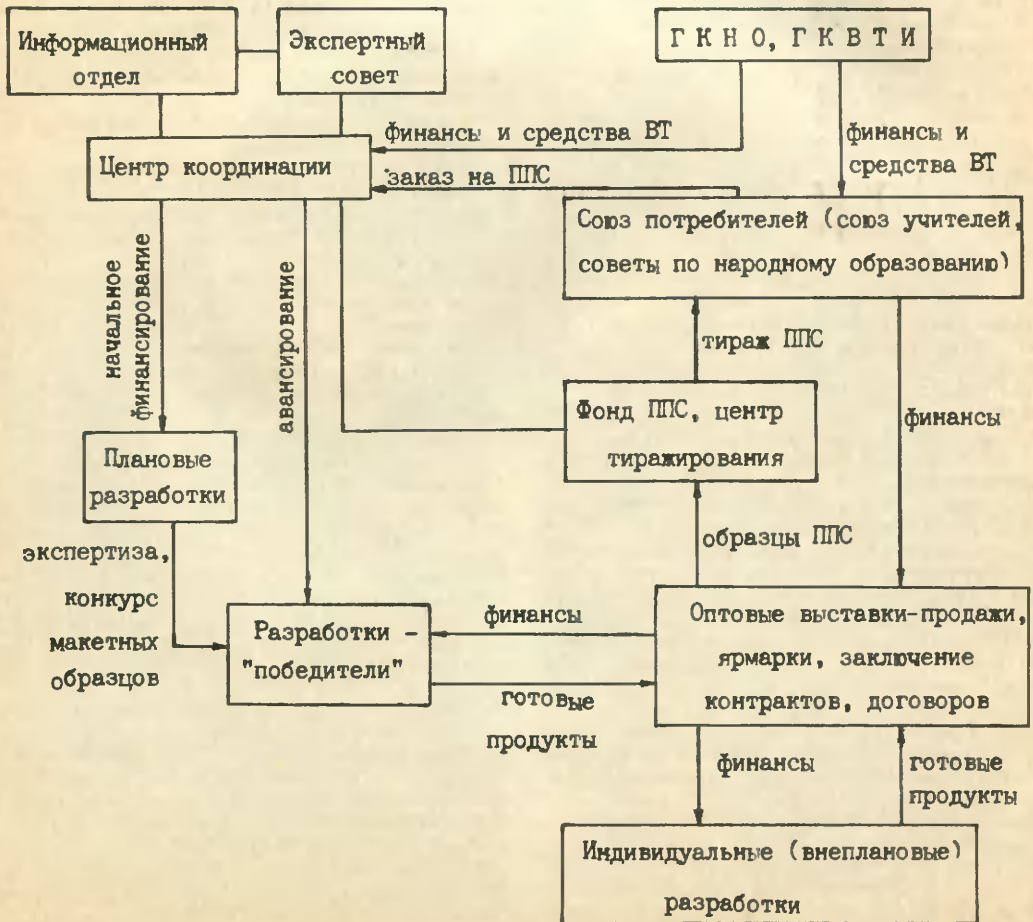 Информационный
отдел
Экспертный
совет
ГКНО, ГКВТИ
финансы и средства ВТ
финансы и
средства ВТ
Центр координации
заказ на ППС
Союз потребителей (союз учителей,
советы по народному образованию)
начальное
финансирование
авансирование
тираж ППС
Фонд ППС, центр
тиражирования
финансы
Плановые
разработки
образцы ППС
экспертиза,
конкурс
макетных
образцов
Разработки -
"победители"
финансы
готовые
продукты
Оптовые выставки-продажи,
ярмарки, заключение
контрактов, договоров
финансы
готовые
продукты
Индивидуальные (внеплановые)
разработки